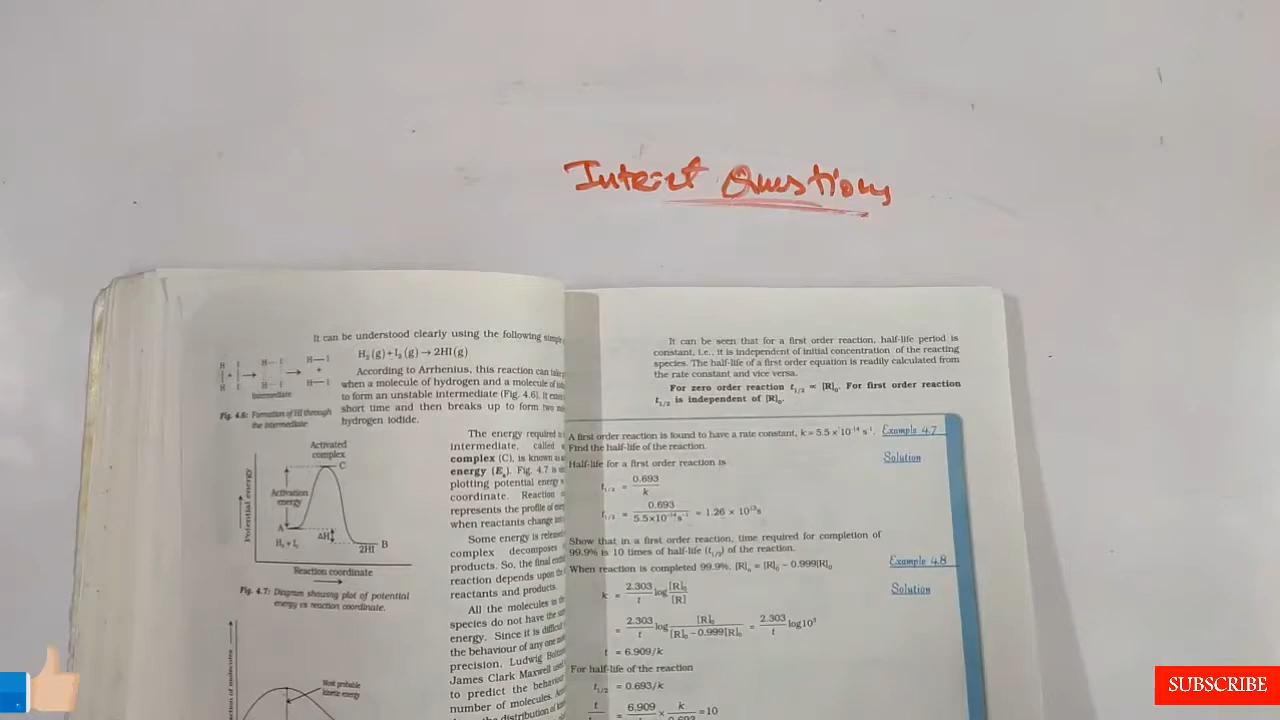 Intext Questions
It can be understood clearly using the following simple
H₂(g)+I₂(g) → 2HI(g)
According to Arrhenius, this reaction can take
when a molecule of hydrogen and a molecule of
to form an unstable intermediate (Fig. 4.6). It
short time and then breaks up to form two
hydrogen iodide.
H H---I H—I
+ → → +
H I H---I H—I
Intermediate
Fig. 4.6: Formation of HI through
the intermediate
The energy required
intermediate, called
complex (C), is known as
energy (Eₐ). Fig. 4.7 is
plotting potential energy
coordinate. Reaction
represents the profile of
when reactants change
Some energy is
complex decomposes
products. So, the final
reaction depends upon the
reactants and products.
All the molecules in the
species do not have the
energy. Since it is
the behaviour of any one
precision, Ludwig
James Clark Maxwell
to predict the
number of molecules.
the distribution of
Activated
complex
C
Activation
energy
Potential energy
A
ΔH
H₂+I₂
2HI
B
Reaction coordinate
Fig. 4.7: Diagram showing plot of potential
energy vs reaction coordinate.
of molecules
Most probable
kinetic energy
It can be seen that for a first order reaction, half-life period is
constant, i.e., it is independent of initial concentration of the reacting
species. The half-life of a first order equation is readily calculated from
the rate constant and vice versa.
For zero order reaction t₁/₂ ∝ [R]₀. For first order reaction
t₁/₂ is independent of [R]₀.
A first order reaction is found to have a rate constant, k = 5.5 × 10⁻¹⁴ s⁻¹. Example 4.7
Find the half-life of the reaction.
Half-life for a first order reaction is Solution
t₁/₂ = 0.693/k
t₁/₂ = 0.693/5.5×10⁻¹⁴s⁻¹ = 1.26 × 10¹³s
Show that in a first order reaction, time required for completion of
99.9% is 10 times of half-life (t₁/₂) of the reaction. Example 4.8
When reaction is completed 99.9%, [R]ₙ = [R]₀ – 0.999[R]₀
Solution
k = 2.303/t log [R]₀/[R]
= 2.303/t log [R]₀/[R]₀–0.999[R]₀ = 2.303/t log10³
t = 6.909/k
For half-life of the reaction
t₁/₂ = 0.693/k
t = 6.909/k × k/0.693 = 10
SUBSCRIBE